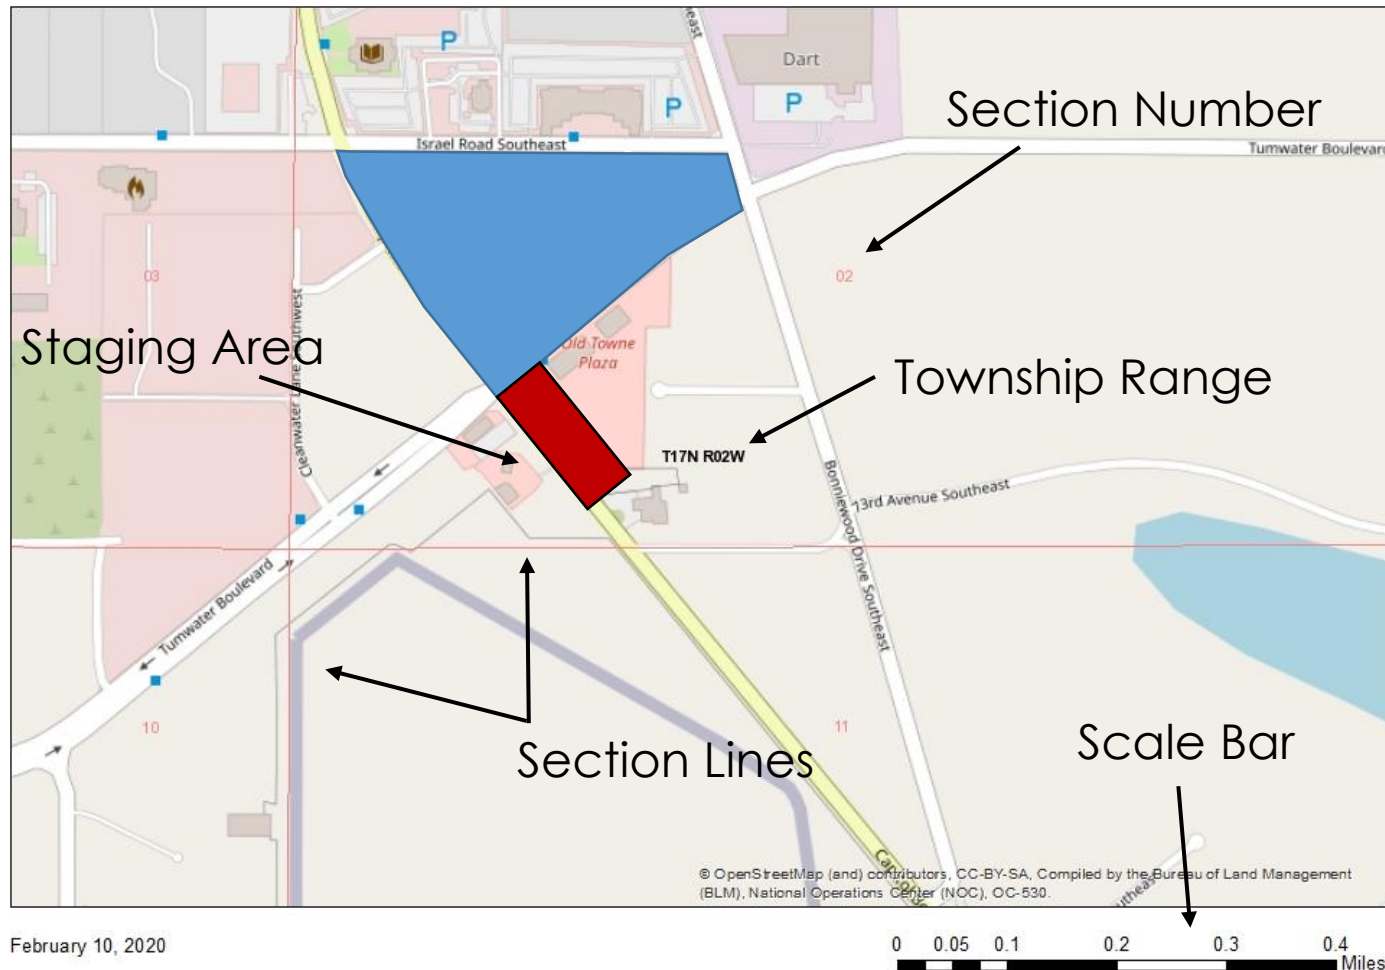 east
P
Dart
P
P
Section Number
Israel Road Southeast
Tumwater Boulevard
03
02
Staging Area
Old Towne
Plaza
Township Range
Clearwater Lane Southwest
T17N R02W
Bonniewood Drive Southeast
73rd Avenue Southeast
Tumwater Boulevard
10
11
Section Lines
Scale Bar
© OpenStreetMap (and) contributors, CC-BY-SA, Compiled by the Bureau of Land Management
(BLM), National Operations Center (NOC), OC-530.
utheast
February 10, 2020
0 0.05 0.1 0.2 0.3 0.4
Miles